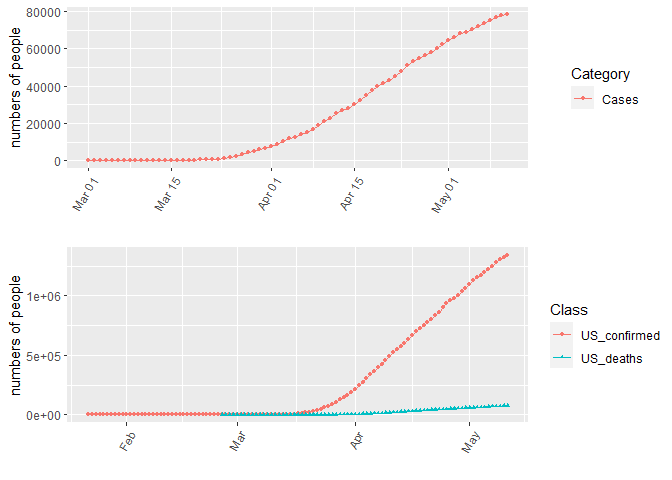 numbers of people
80000
60000
40000
20000
0
Mar 01
Mar 15
Apr 01
Apr 15
May 01
Category
Cases
numbers of people
1e+06
5e+05
0e+00
Feb
Mar
Apr
May
Class
US_confirmed
US_deaths